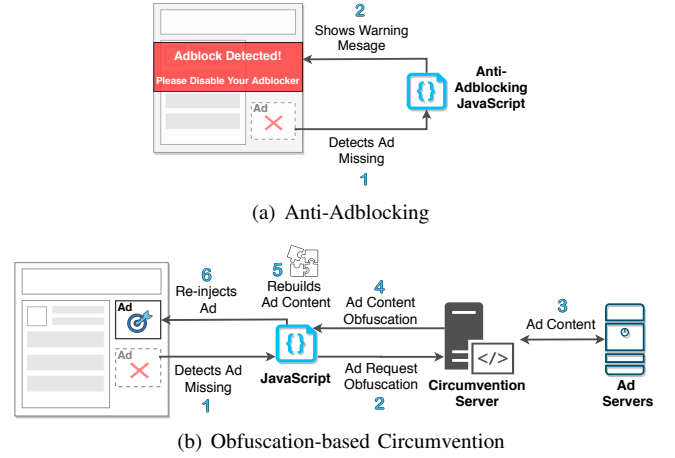 2
Shows Warning
Message
Adblock Detected!
Please Disable Your Adblocker
{}
Anti-
Adblocking
JavaScript
Ad
Detects Ad
Missing
1
(a) Anti-Adblocking
6
Re-injects
Ad
5
Rebuilds
Ad Content
4
Ad Content
Obfuscation
3
Ad Content
Ad
Ad
{}
</>
Detects Ad
Missing
1
JavaScript
Ad Request
Obfuscation
2
Circumvention
Server
Ad
Servers
(b) Obfuscation-based Circumvention